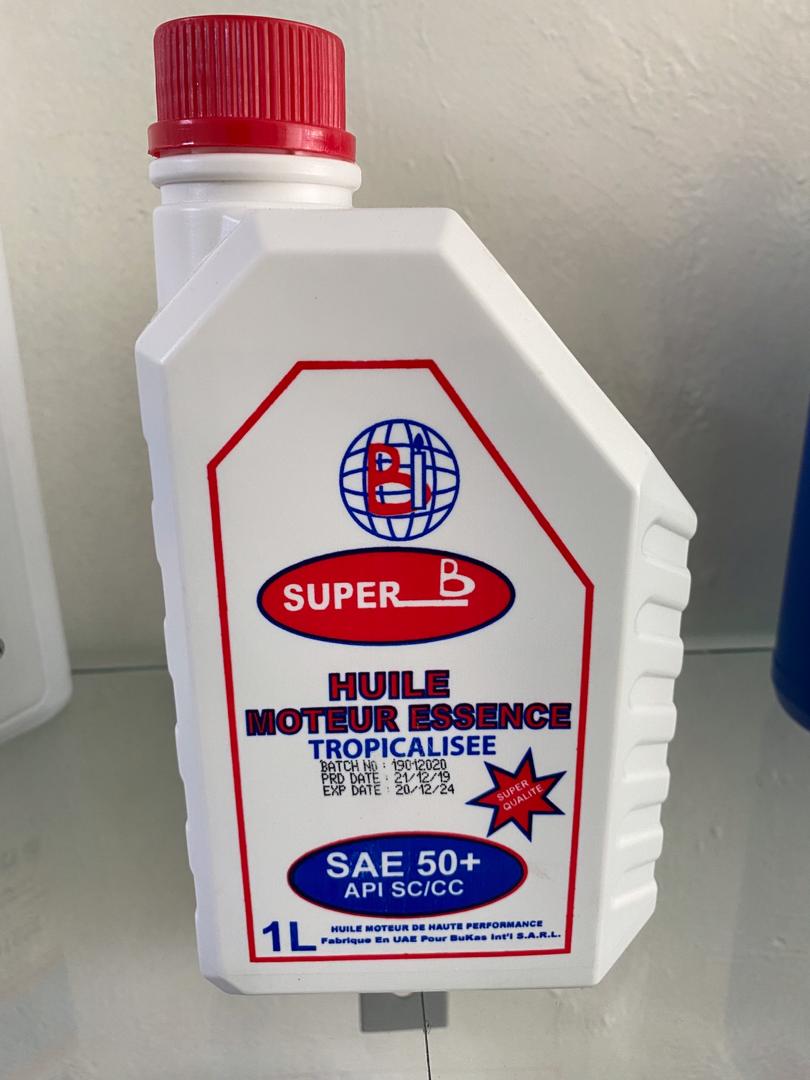 Bi
SUPER B
HUILE
MOTEUR ESSENCE
TROPICALISEE
BATCH NO : 19012020
PRD DATE : 21/12/19
EXP DATE : 20/12/24
SUPER
QUALITE
SAE 50+
API SC/CC
1L
HUILE MOTEUR DE HAUTE PERFORMANCE
Fabrique En UAE Pour BuKas Int'l S.A.R.L.